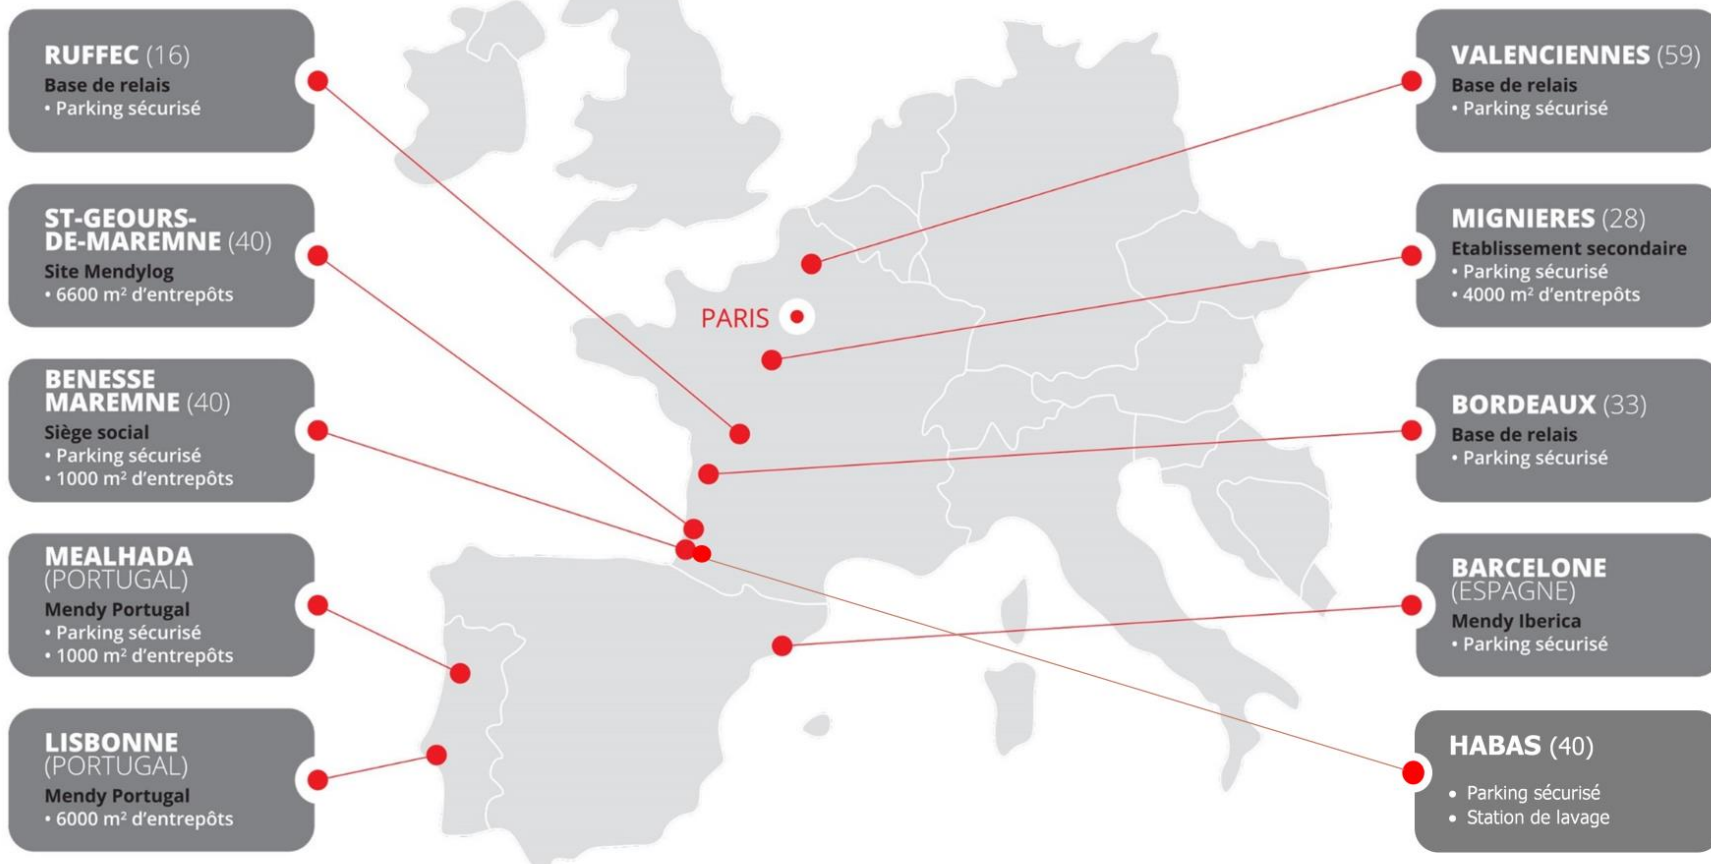 RUFFEC (16)
Base de relais
• Parking sécurisé
ST-GEOURS-
DE-MAREMNE (40)
Site Mendylog
• 6600 m² d'entrepôts
BENESSE
MAREMNE (40)
Siège social
• Parking sécurisé
• 1000 m² d'entrepôts
MEALHADA
(PORTUGAL)
Mendy Portugal
• Parking sécurisé
• 1000 m² d'entrepôts
LISBONNE
(PORTUGAL)
Mendy Portugal
• 6000 m² d'entrepôts
PARIS
VALENCIENNES (59)
Base de relais
• Parking sécurisé
MIGNIERES (28)
Etablissement secondaire
• Parking sécurisé
• 4000 m² d'entrepôts
BORDEAUX (33)
Base de relais
• Parking sécurisé
BARCELONE
(ESPAGNE)
Mendy Iberica
• Parking sécurisé
HABAS (40)
• Parking sécurisé
• Station de lavage